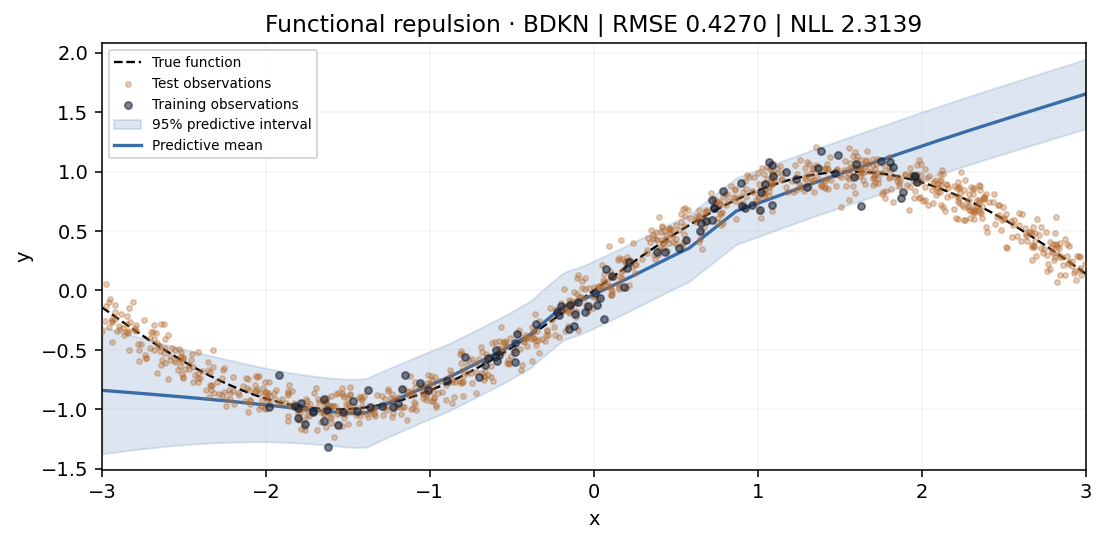 Functional repulsion · BDKN | RMSE 0.4270 | NLL 2.3139
True function
Test observations
Training observations
95% predictive interval
Predictive mean
y
2.0
1.5
1.0
0.5
0.0
−0.5
−1.0
−1.5
−3 −2 −1 0 1 2 3
x